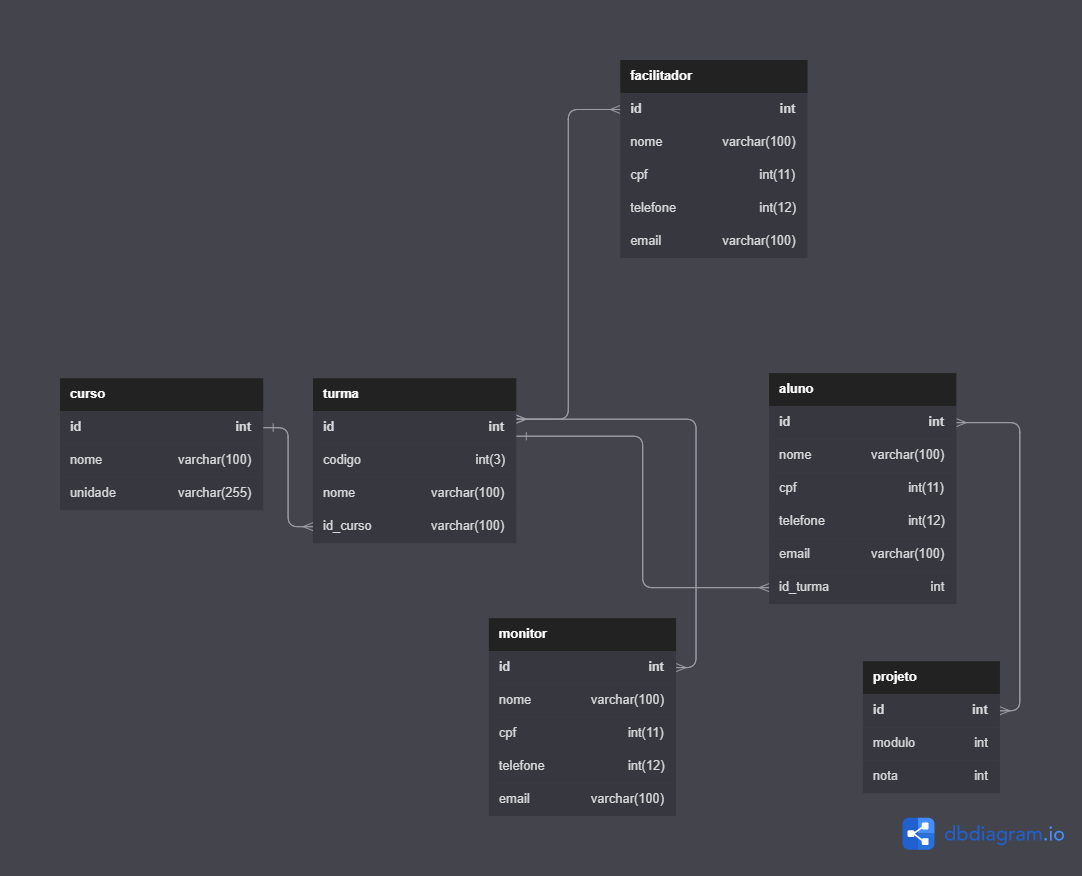 facilitador
id int
nome varchar(100)
cpf int(11)
telefone int(12)
email varchar(100)
curso
id int
nome varchar(100)
unidade varchar(255)
turma
id int
codigo int(3)
nome varchar(100)
id_curso varchar(100)
aluno
id int
nome varchar(100)
cpf int(11)
telefone int(12)
email varchar(100)
id_turma int
monitor
id int
nome varchar(100)
cpf int(11)
telefone int(12)
email varchar(100)
projeto
id int
modulo int
nota int
dbdiagram.io